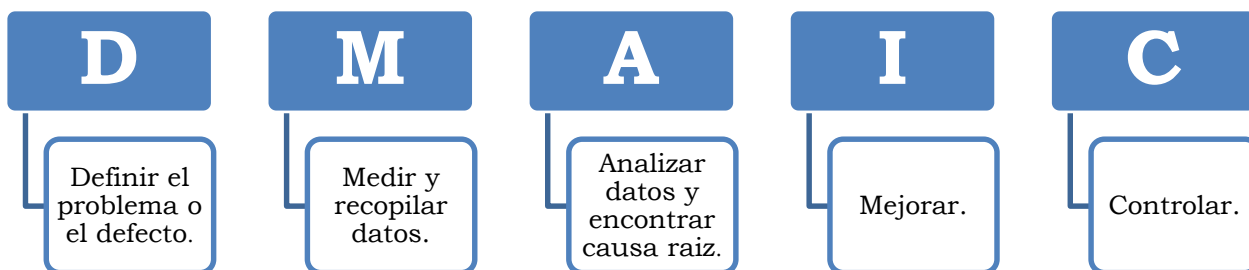 D
Definir el
problema o
el defecto.
M
Medir y
recopilar
datos.
A
Analizar
datos y
encontrar
causa raiz.
I
Mejorar.
C
Controlar.